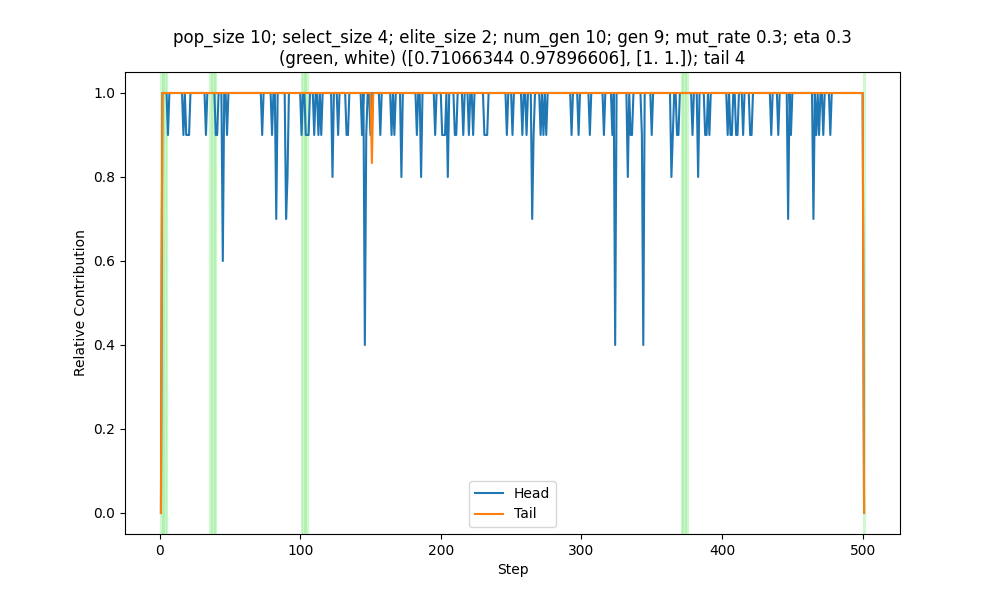 pop_size 10; select_size 4; elite_size 2; num_gen 10; gen 9; mut_rate 0.3; eta 0.3
(green, white) ([0.71066344 0.97896606], [1. 1.]); tail 4
1.0
0.8
0.6
0.4
0.2
0.0
Relative Contribution
Head
Tail
0 100 200 300 400 500
Step